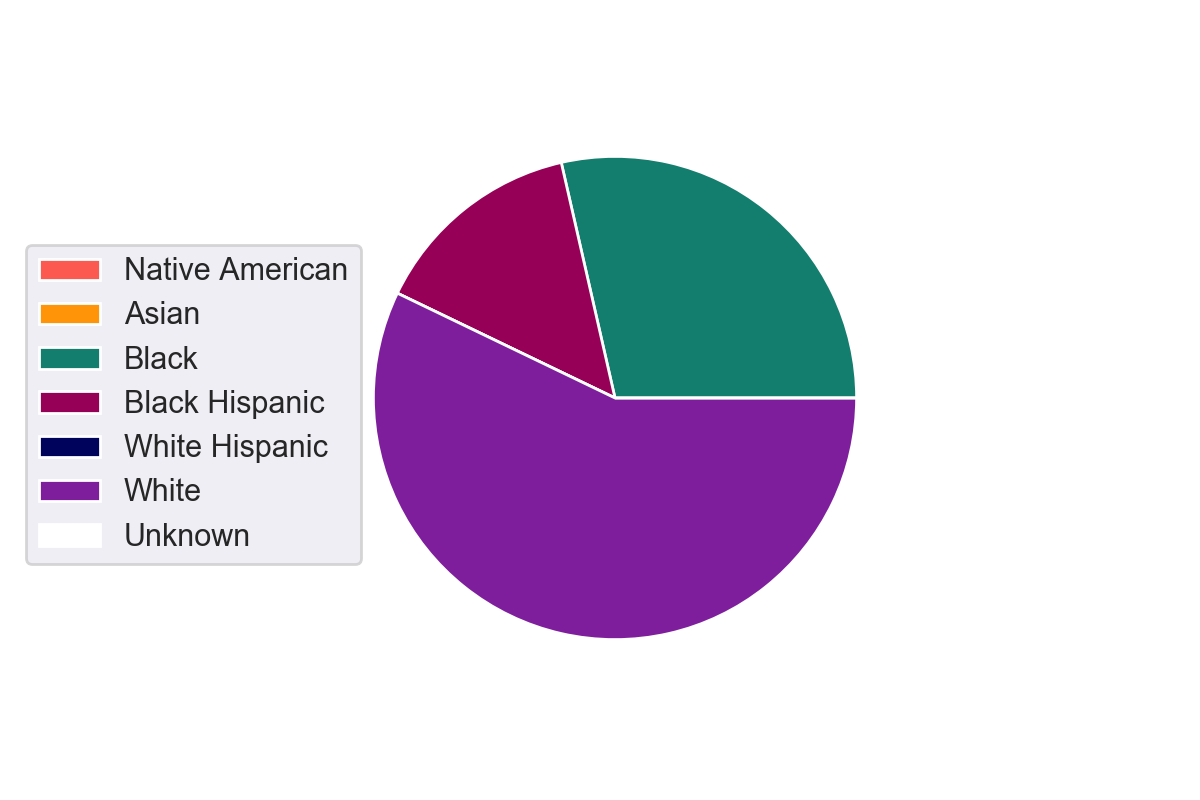 Native American
Asian
Black
Black Hispanic
White Hispanic
White
Unknown